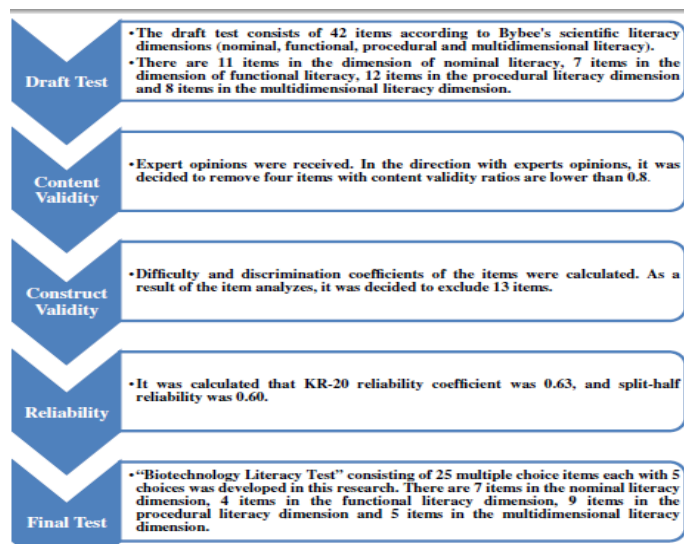 Draft Test
•The draft test consists of 42 items according to Bybee's scientific literacy
dimensions (nominal, functional, procedural and multidimensional literacy).
•There are 11 items in the dimension of nominal literacy, 7 items in the
dimension of functional literacy, 12 items in the procedural literacy dimension
and 8 items in the multidimensional literacy dimension.
Content
Validity
•Expert opinions were received. In the direction with experts opinions, it was
decided to remove four items with content validity ratios are lower than 0.8.
Construct
Validity
•Difficulty and discrimination coefficients of the items were calculated. As a
result of the item analyzes, it was decided to exclude 13 items.
Reliability
•It was calculated that KR-20 reliability coefficient was 0.63, and split-half
reliability was 0.60.
Final Test
•“Biotechnology Literacy Test” consisting of 25 multiple choice items each with 5
choices was developed in this research. There are 7 items in the nominal literacy
dimension, 4 items in the functional literacy dimension, 9 items in the
procedural literacy dimension and 5 items in the multidimensional literacy
dimension.